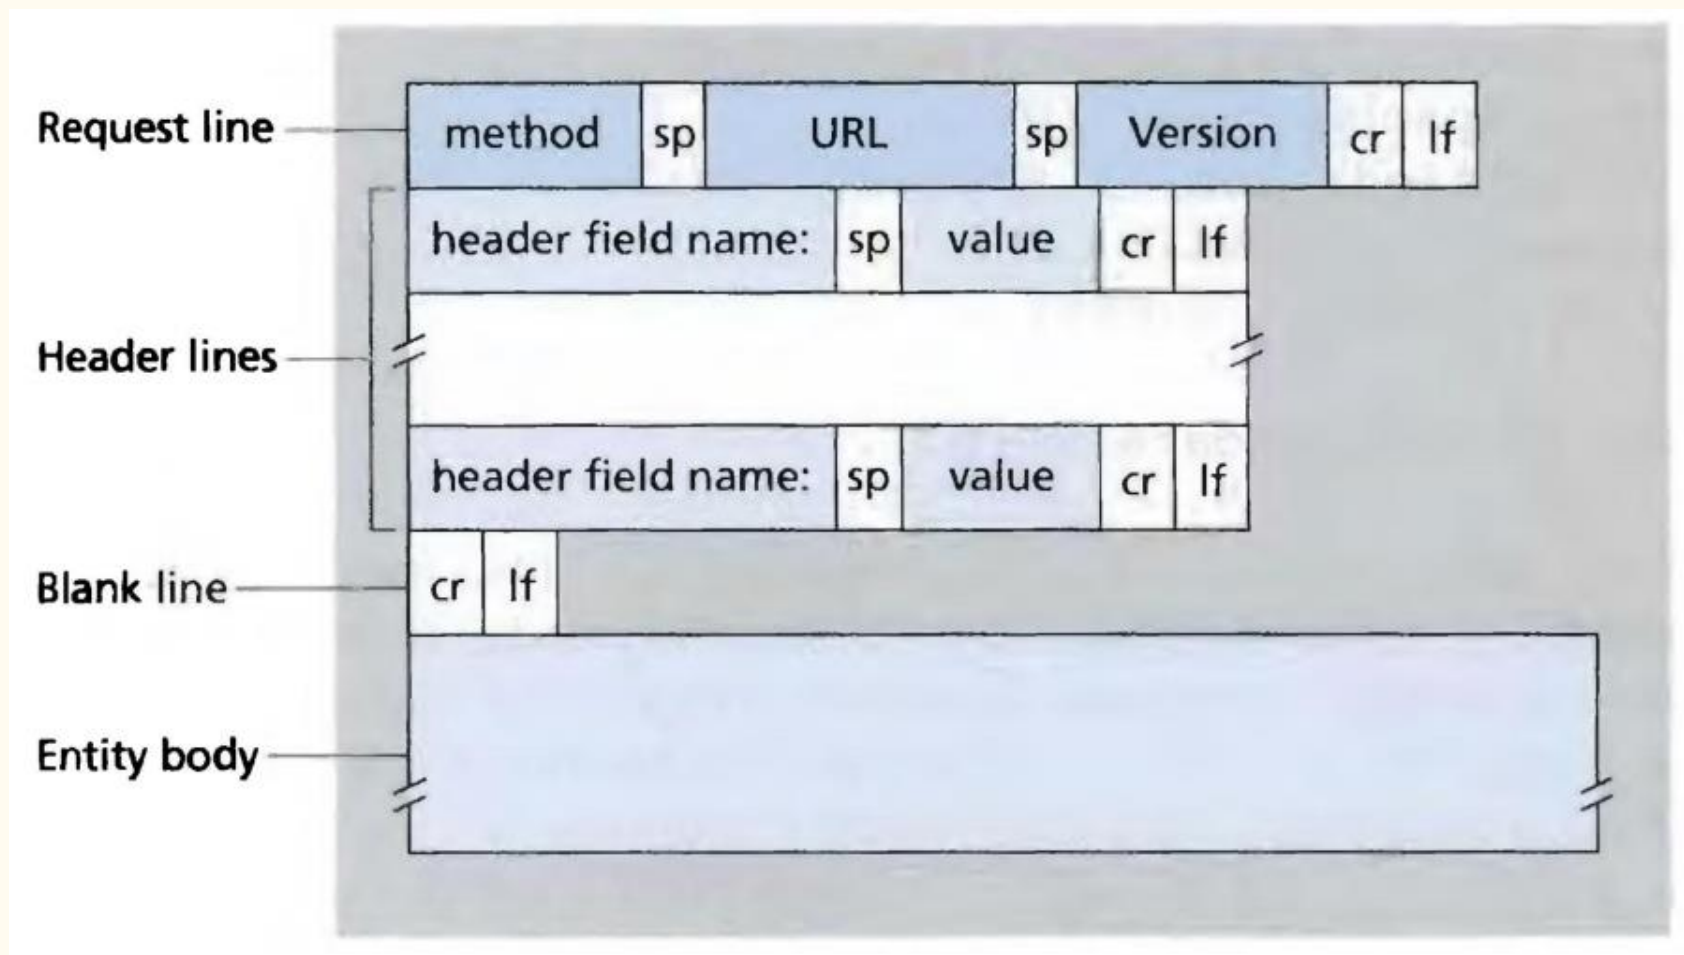 Request line method sp URL sp Version cr lf
header field name: sp value cr lf
Header lines
header field name: sp value cr lf
Blank line cr lf
Entity body